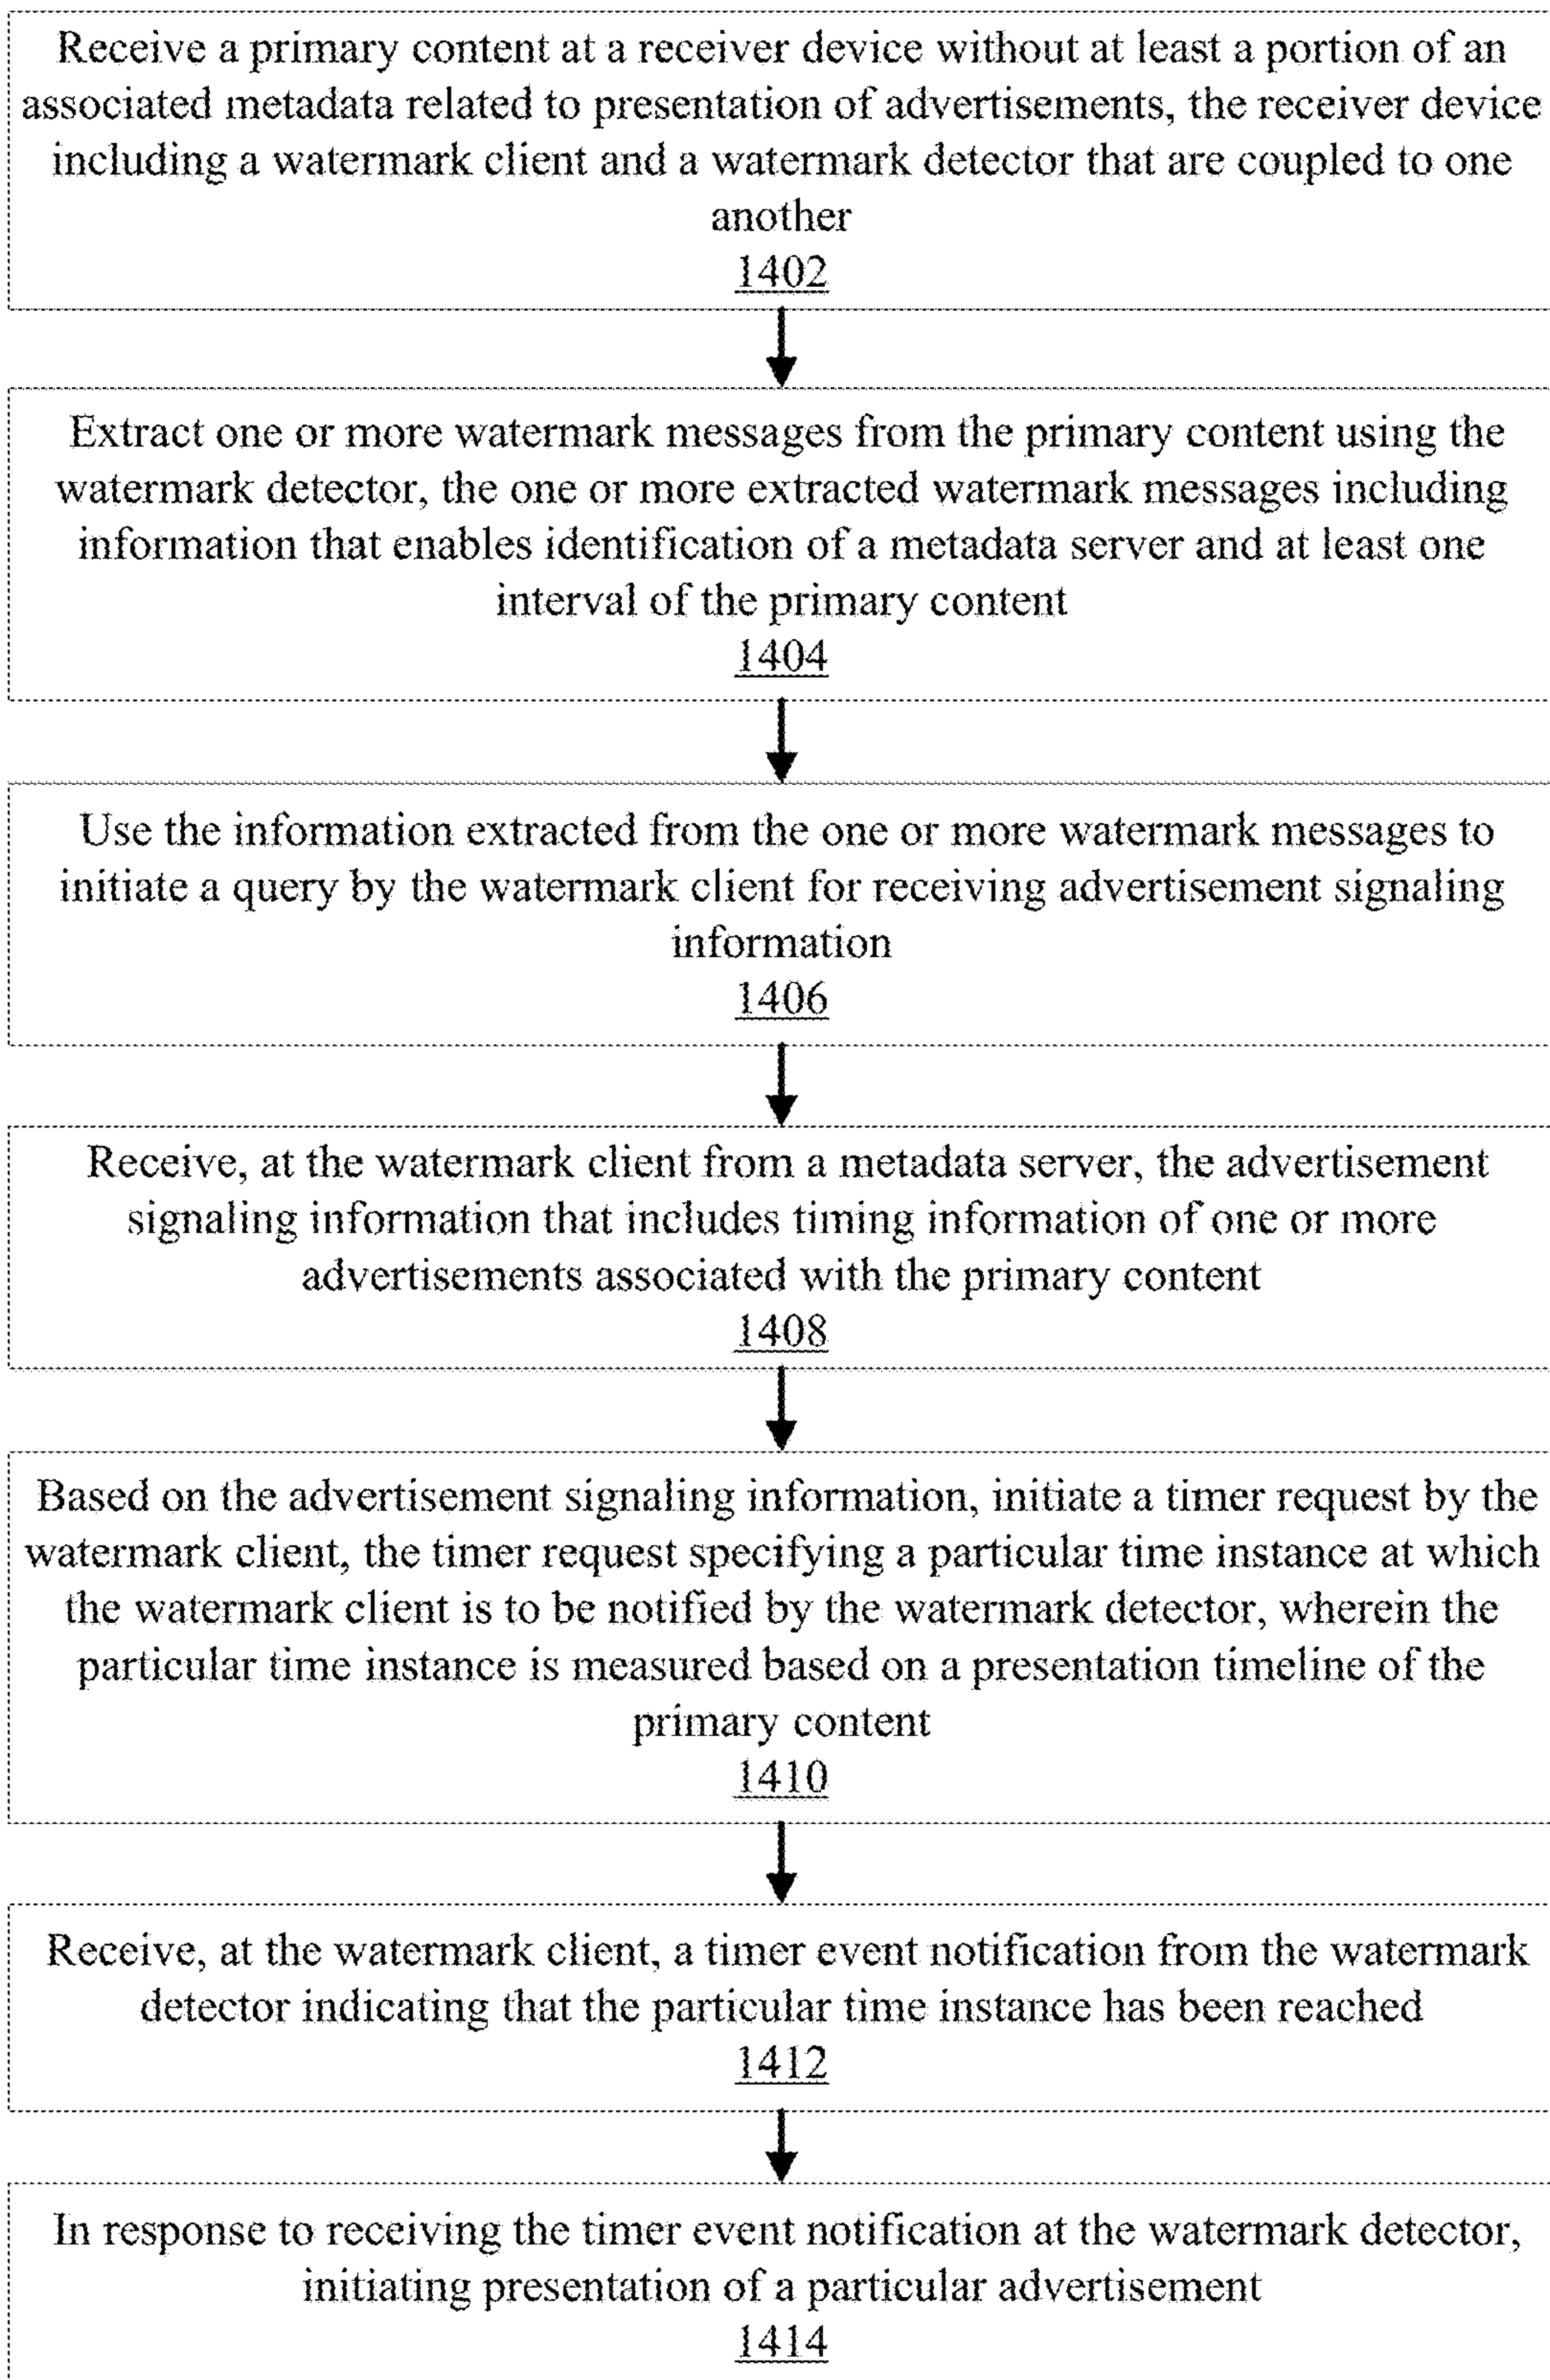 Receive a primary content at a receiver device without at least a portion of an
associated metadata related to presentation of advertisements, the receiver device
including a watermark client and a watermark detector that are coupled to one
another
1402
Extract one or more watermark messages from the primary content using the
watermark detector, the one or more extracted watermark messages including
information that enables identification of a metadata server and at least one
interval of the primary content
1404
Use the information extracted from the one or more watermark messages to
initiate a query by the watermark client for receiving advertisement signaling
information
1406
Receive, at the watermark client from a metadata server, the advertisement
signaling information that includes timing information of one or more
advertisements associated with the primary content
1408
Based on the advertisement signaling information, initiate a timer request by the
watermark client, the timer request specifying a particular time instance at which
the watermark client is to be notified by the watermark detector, wherein the
particular time instance is measured based on a presentation timeline of the
primary content
1410
Receive, at the watermark client, a timer event notification from the watermark
detector indicating that the particular time instance has been reached
1412
In response to receiving the timer event notification at the watermark detector,
initiating presentation of a particular advertisement
1414